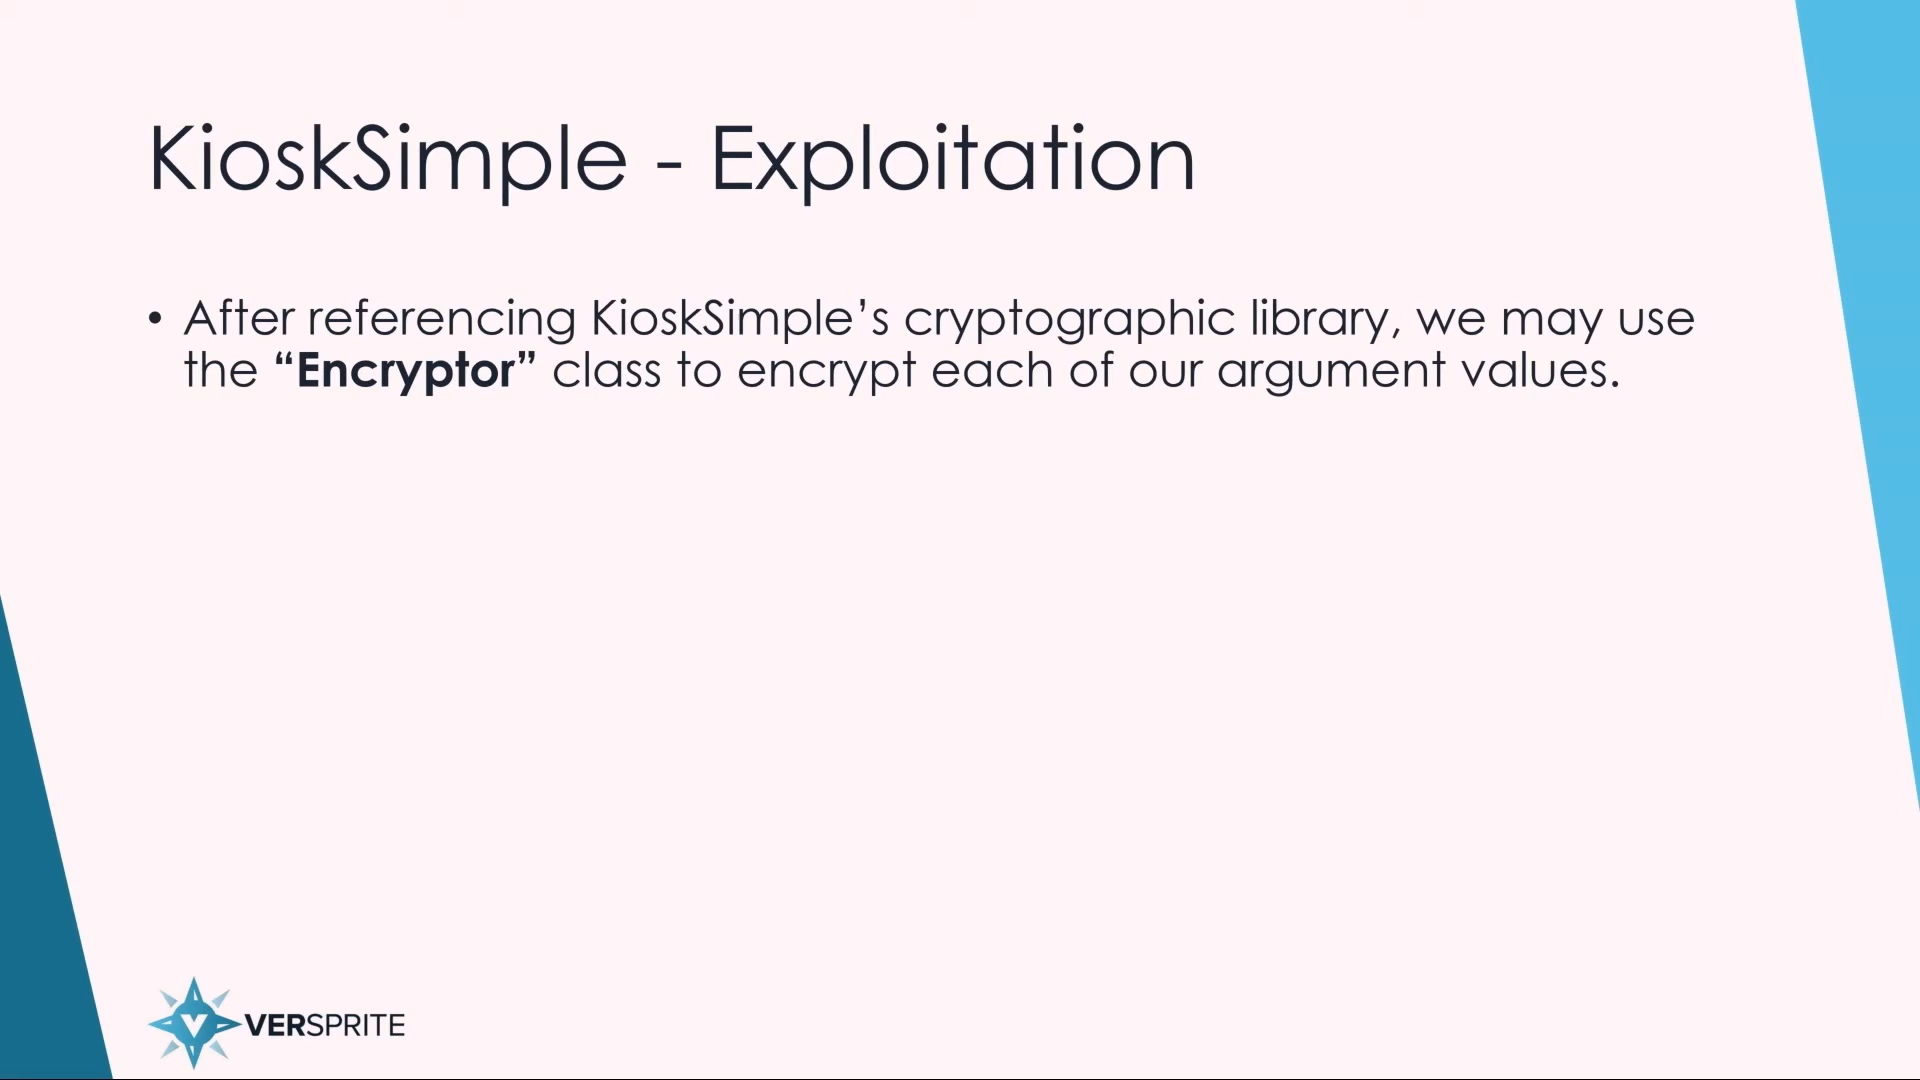 KioskSimple - Exploitation
• After referencing KioskSimple’s cryptographic library, we may use
the “Encryptor” class to encrypt each of our argument values.
VERSPRITE